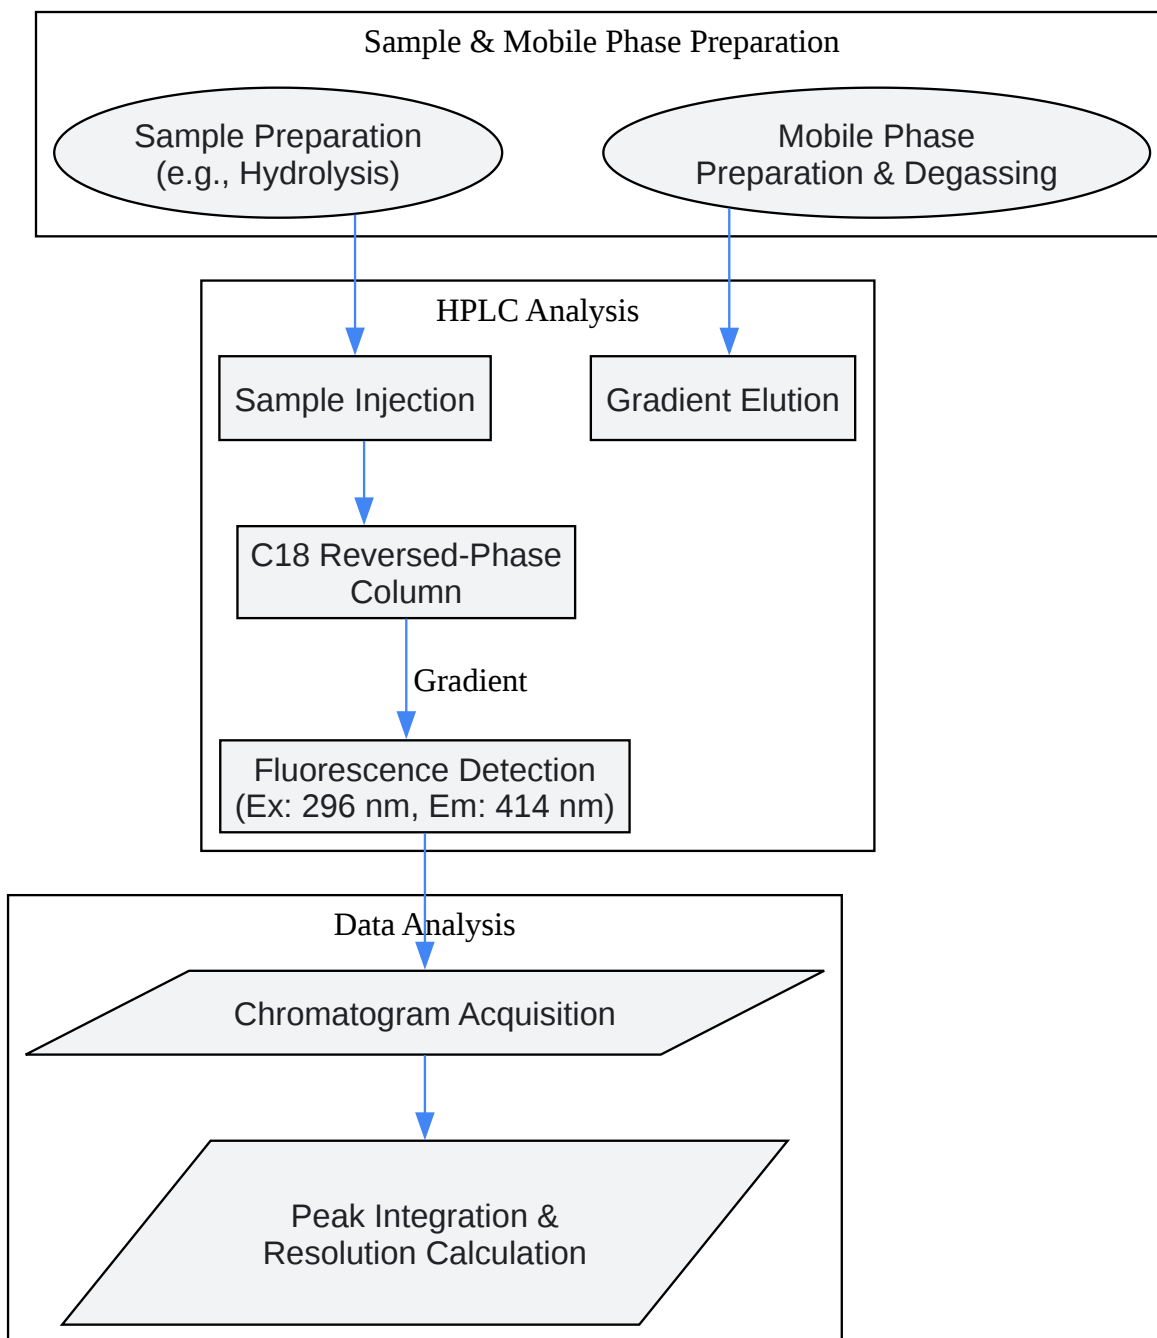 Sample & Mobile Phase Preparation
Sample Preparation
(e.g., Hydrolysis)
Mobile Phase
Preparation & Degassing
HPLC Analysis
Sample Injection
Gradient Elution
C18 Reversed-Phase
Column
Gradient
Fluorescence Detection
(Ex: 296 nm, Em: 414 nm)
Data Analysis
Chromatogram Acquisition
Peak Integration &
Resolution Calculation